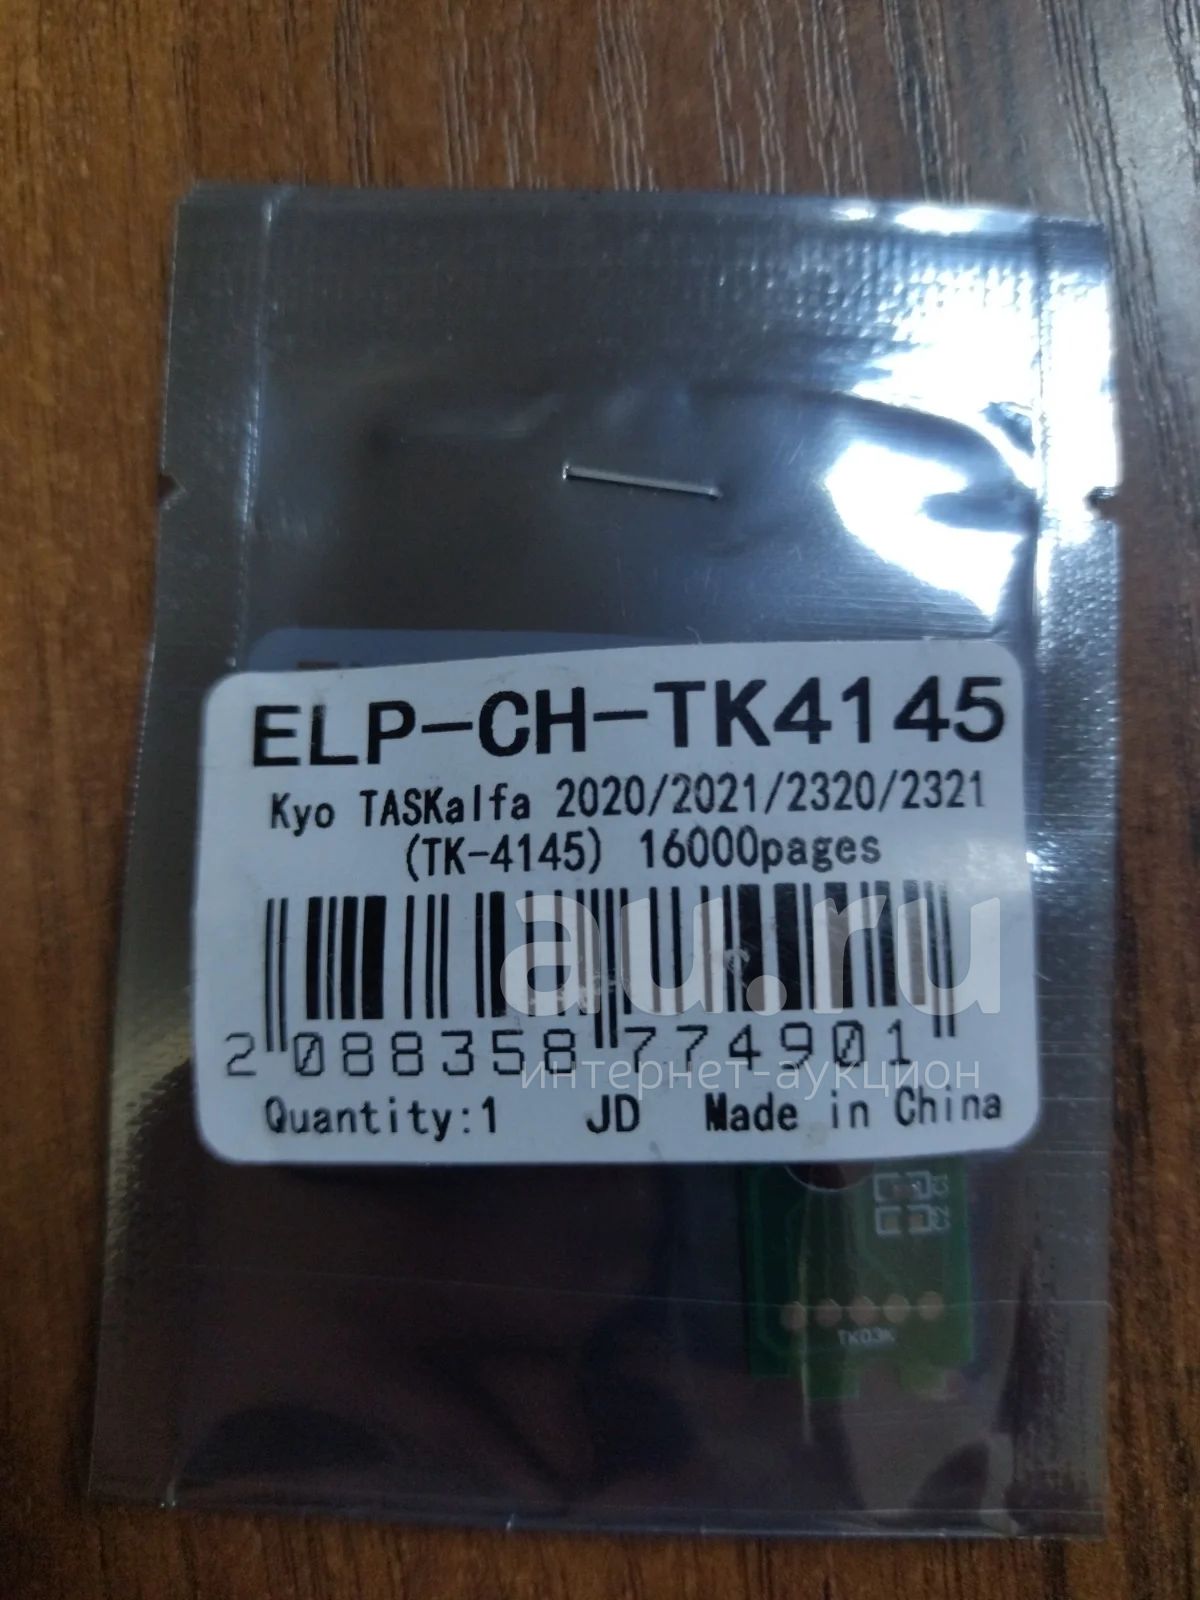 ELP-CH-TK4145
Kyo TASKalfa 2020/2021/2320/2321
(TK-4145) 16000pages
au.ru
2 088358 774901
интернет-аукцион
Quantity:1 JD Made in China
C2
TK03K